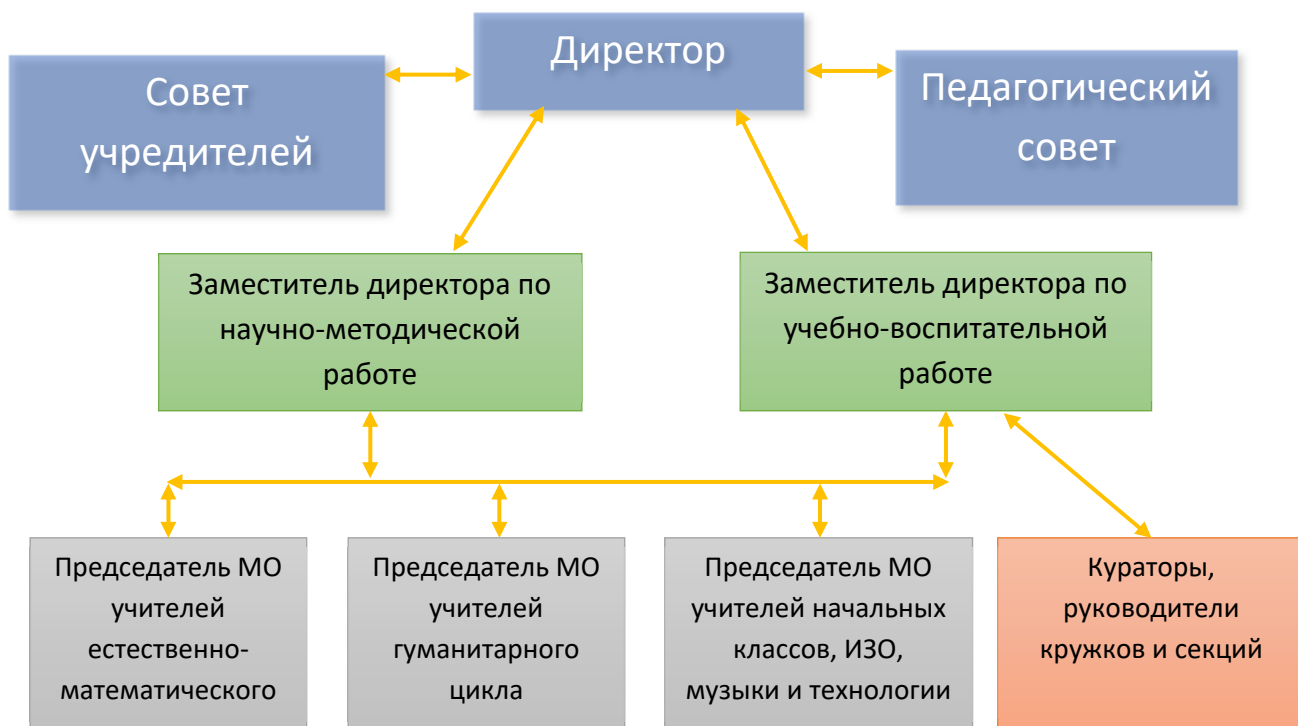 Директор
Совет
учредителей
Педагогический
совет
Заместитель директора по
научно-методической
работе
Заместитель директора по
учебно-воспитательной
работе
Председатель МО
учителей
естественно-
математического
Председатель МО
учителей
гуманитарного
цикла
Председатель МО
учителей начальных
классов, ИЗО,
музыки и технологии
Кураторы,
руководители
кружков и секций